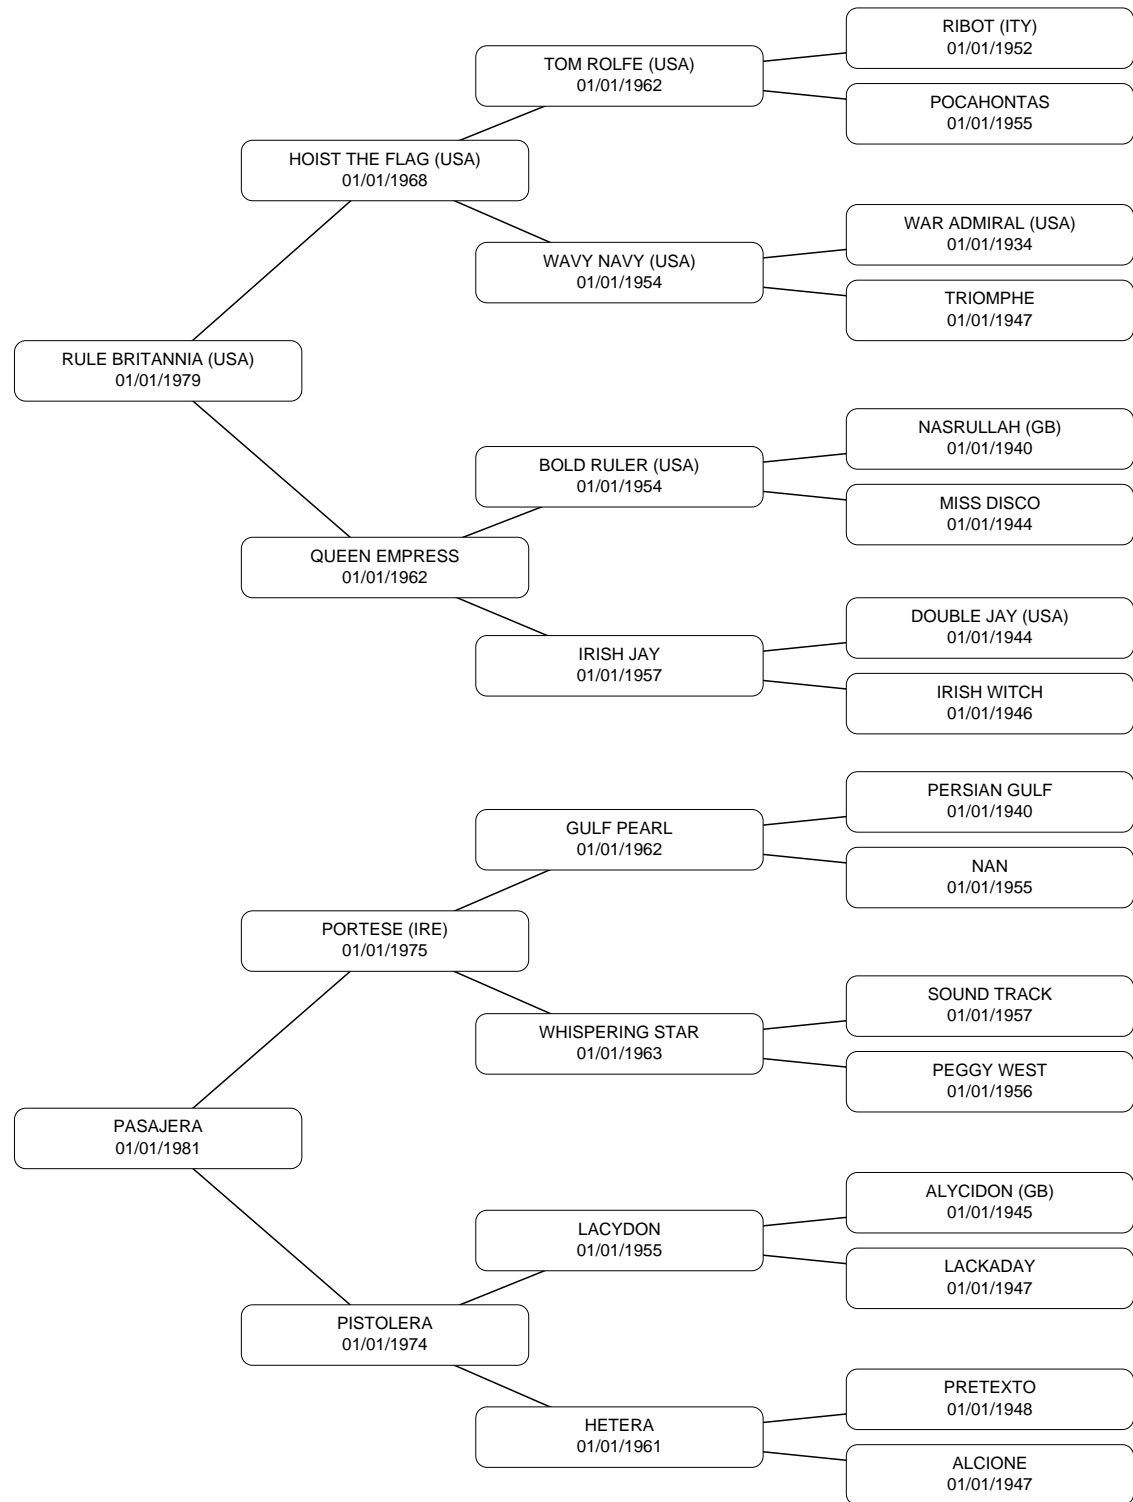 RIBOT (ITY)
01/01/1952
TOM ROLFE (USA)
01/01/1962
POCAHONTAS
01/01/1955
HOIST THE FLAG (USA)
01/01/1968
WAR ADMIRAL (USA)
01/01/1934
WAVY NAVY (USA)
01/01/1954
TRIOMPHE
01/01/1947
RULE BRITANNIA (USA)
01/01/1979
NASRULLAH (GB)
01/01/1940
BOLD RULER (USA)
01/01/1954
MISS DISCO
01/01/1944
QUEEN EMPRESS
01/01/1962
DOUBLE JAY (USA)
01/01/1944
IRISH JAY
01/01/1957
IRISH WITCH
01/01/1946
PERSIAN GULF
01/01/1940
GULF PEARL
01/01/1962
NAN
01/01/1955
PORTESE (IRE)
01/01/1975
SOUND TRACK
01/01/1957
WHISPERING STAR
01/01/1963
PEGGY WEST
01/01/1956
PASAJERA
01/01/1981
ALYCIDON (GB)
01/01/1945
LACYDON
01/01/1955
LACKADAY
01/01/1947
PISTOLERA
01/01/1974
PRETEXTO
01/01/1948
HETERA
01/01/1961
ALCIONE
01/01/1947